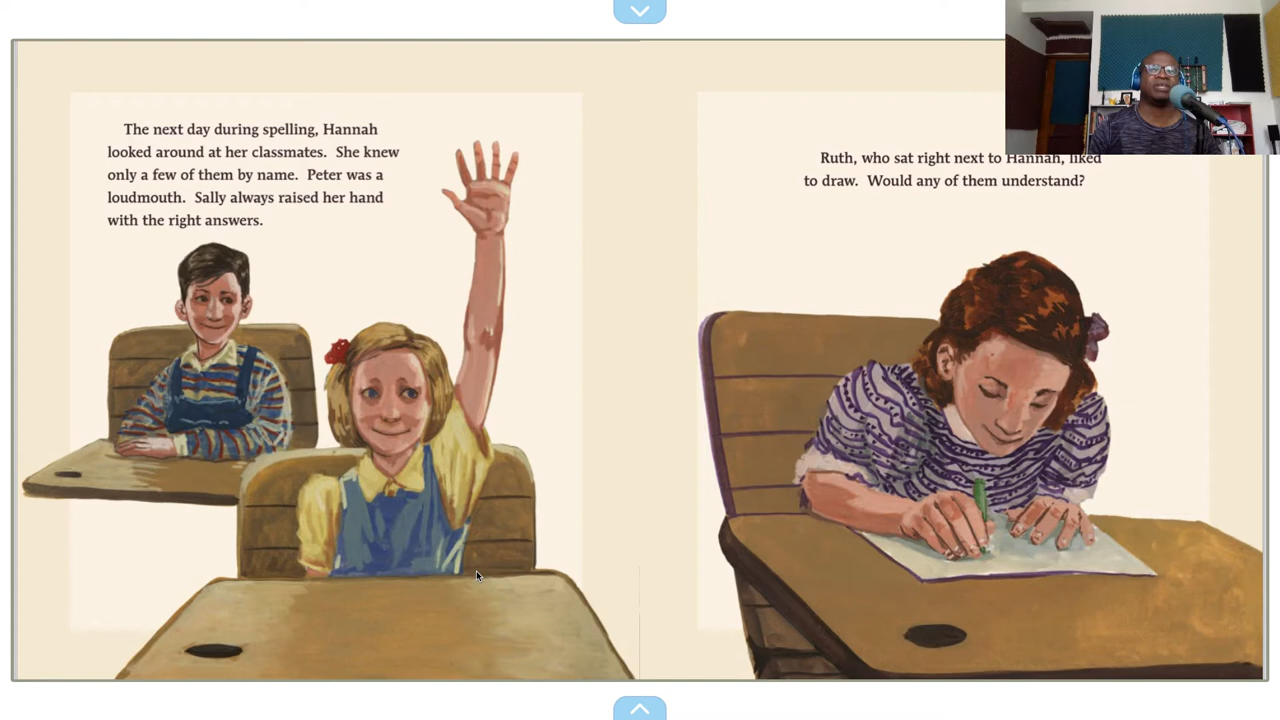 The next day during spelling, Hannah
looked around at her classmates. She knew
only a few of them by name. Peter was a
loudmouth. Sally always raised her hand
with the right answers.
Ruth, who sat right next to Hannah, liked
to draw. Would any of them understand?